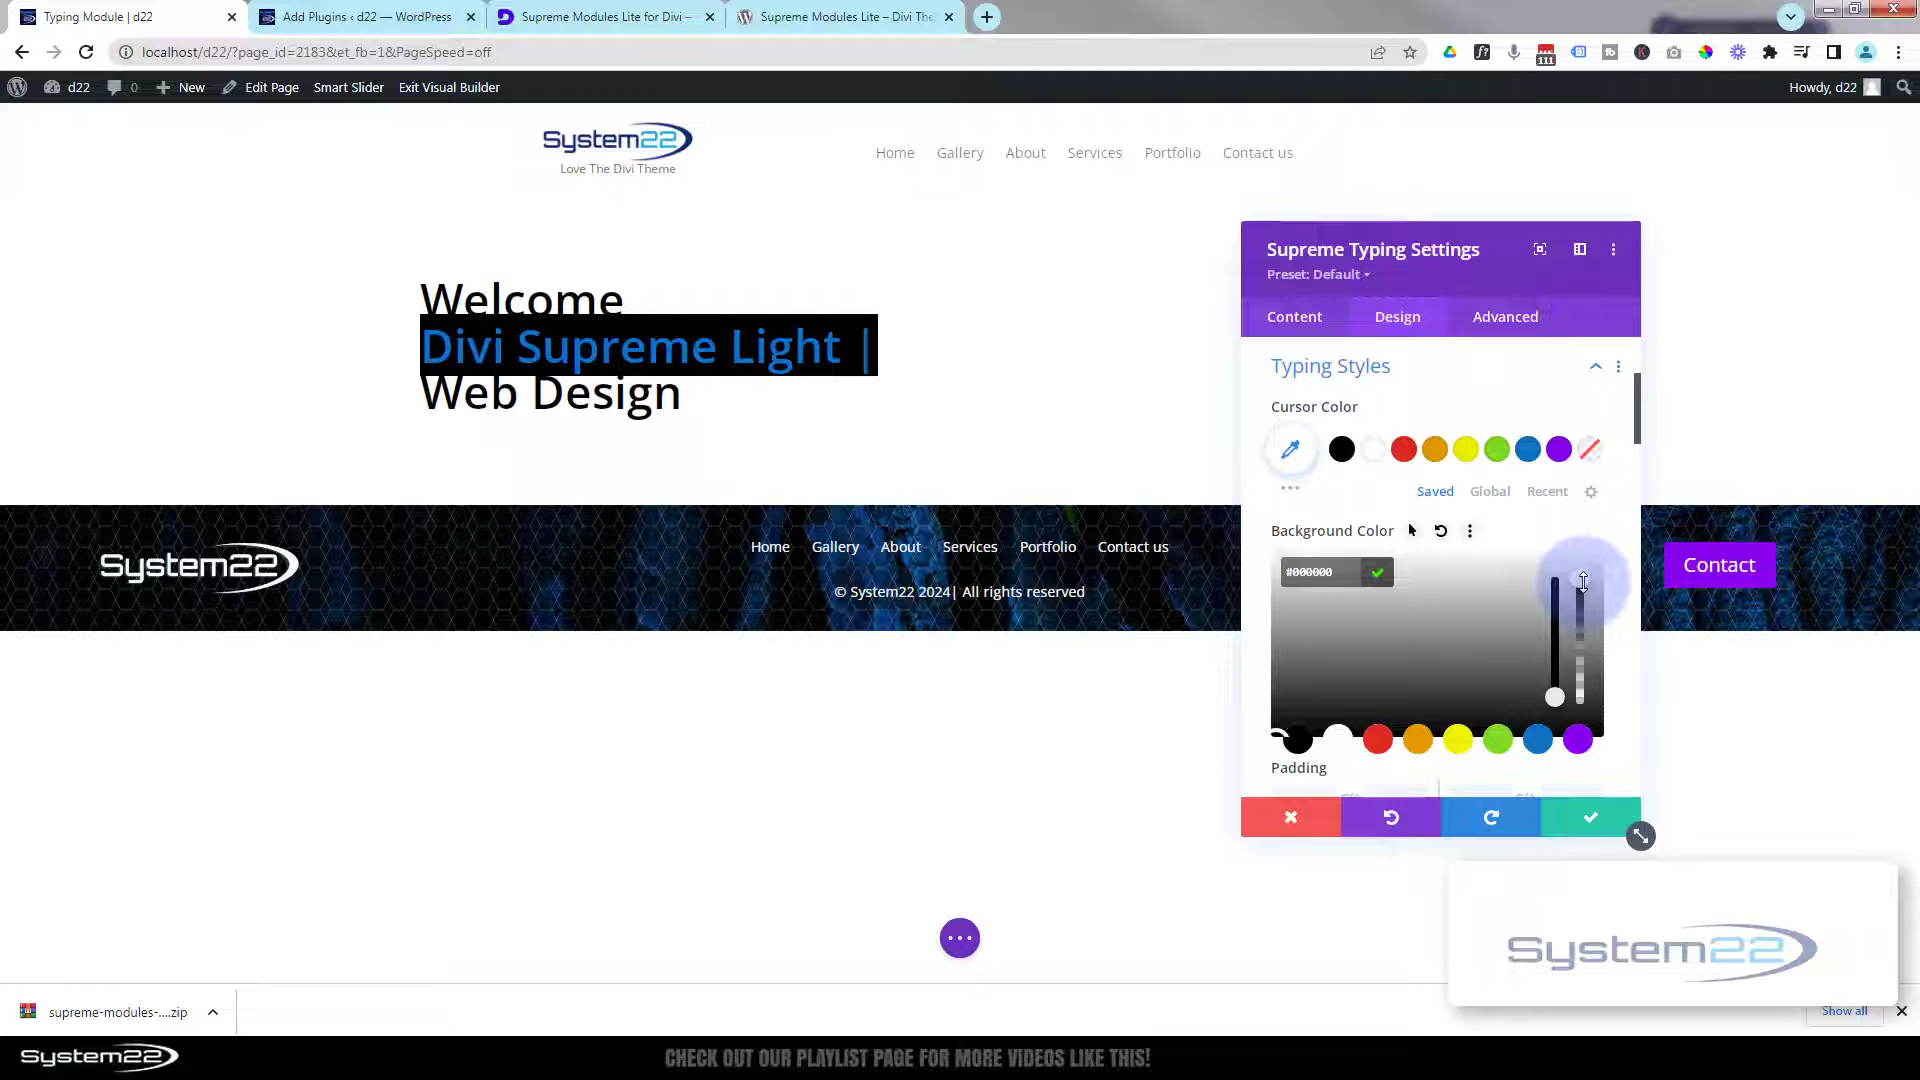 Typing Module | d22
Add Plugins ‹ d22 — WordPress
Supreme Modules Lite for Divi –
Supreme Modules Lite – Divi The
localhost/d22/?page_id=2183&et_fb=1&PageSpeed=off
111
d22
0
New
Edit Page
Smart Slider
Exit Visual Builder
Howdy, d22
System22
Love The Divi Theme
Home
Gallery
About
Services
Portfolio
Contact us
Welcome
Divi Supreme Light |
Web Design
Supreme Typing Settings
Preset: Default
Content
Design
Advanced
Typing Styles
Cursor Color
Saved
Global
Recent
Background Color
#000000
Padding
System22
Home
Gallery
About
Services
Portfolio
Contact us
© System22 2024| All rights reserved
Contact
System22
supreme-modules-....zip
Show all
System22
CHECK OUT OUR PLAYLIST PAGE FOR MORE VIDEOS LIKE THIS!